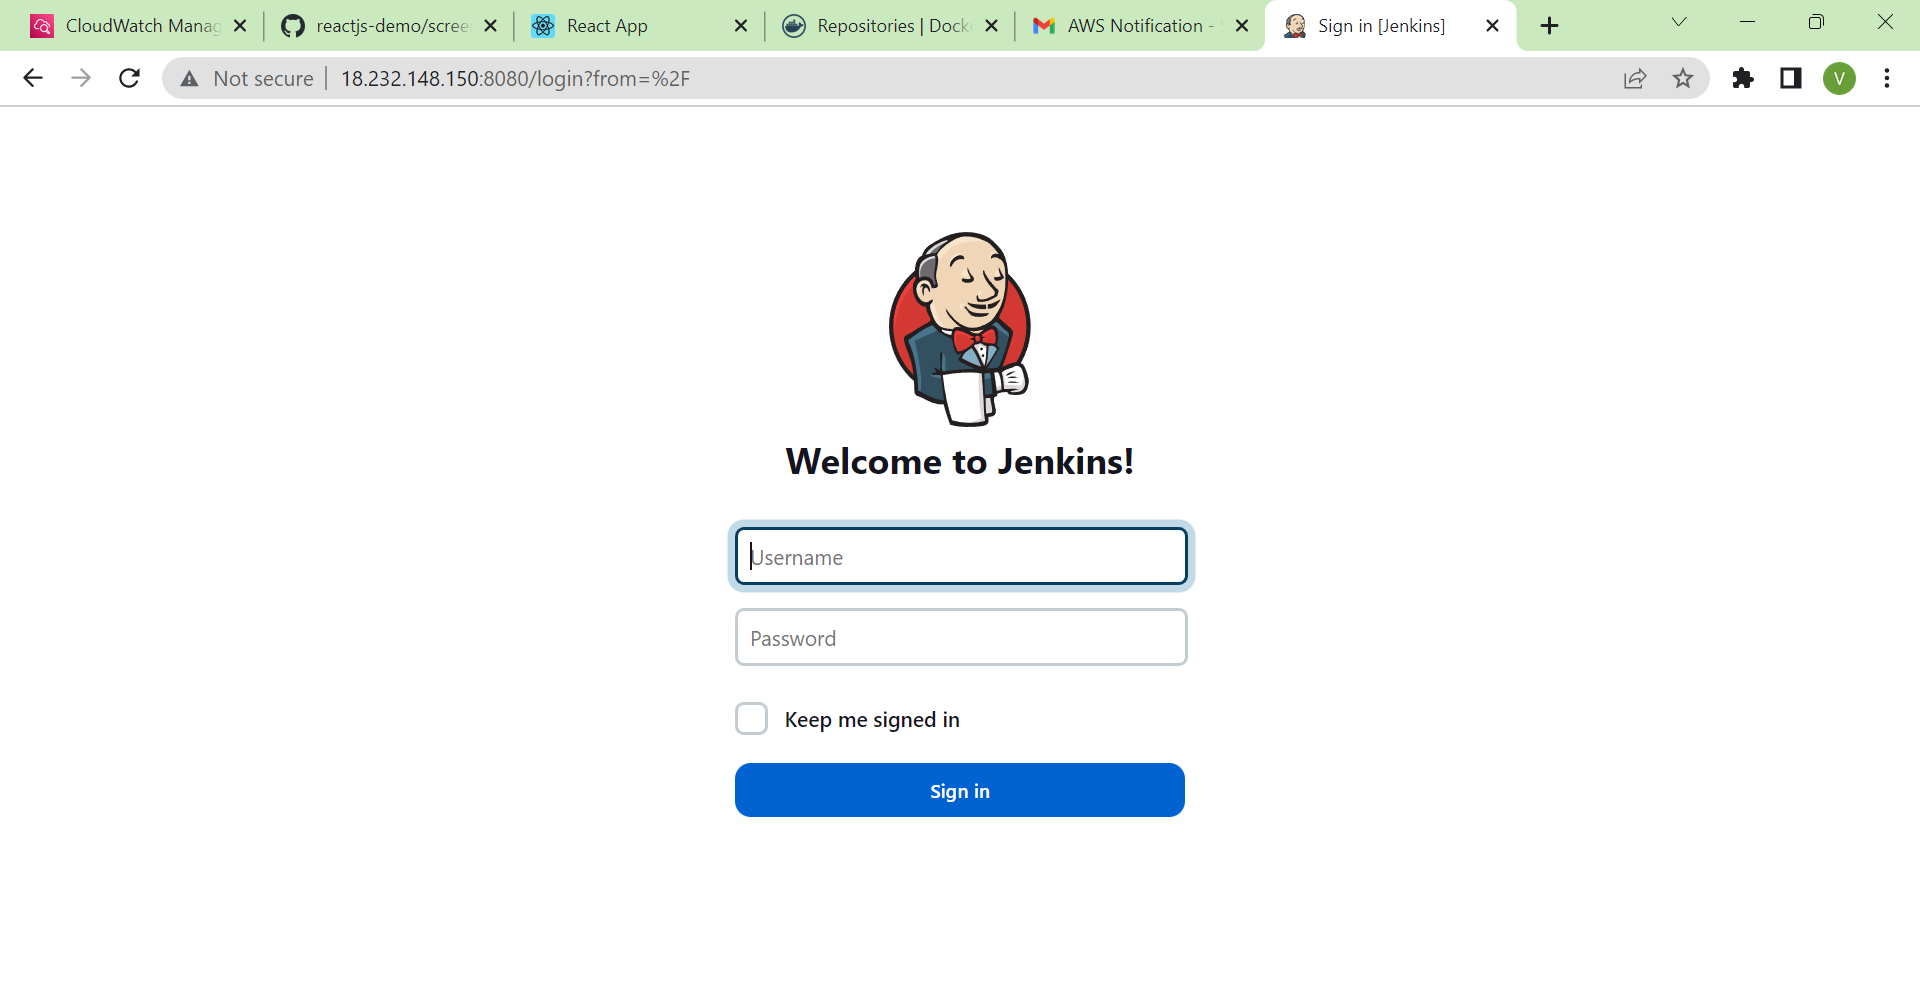 CloudWatch Manag
reactjs-demo/scree
React App
Repositories | Dock
AWS Notification -
Sign in [Jenkins]
Not secure
18.232.148.150:8080/login?from=%2F
V
Welcome to Jenkins!
Username
Password
Keep me signed in
Sign in